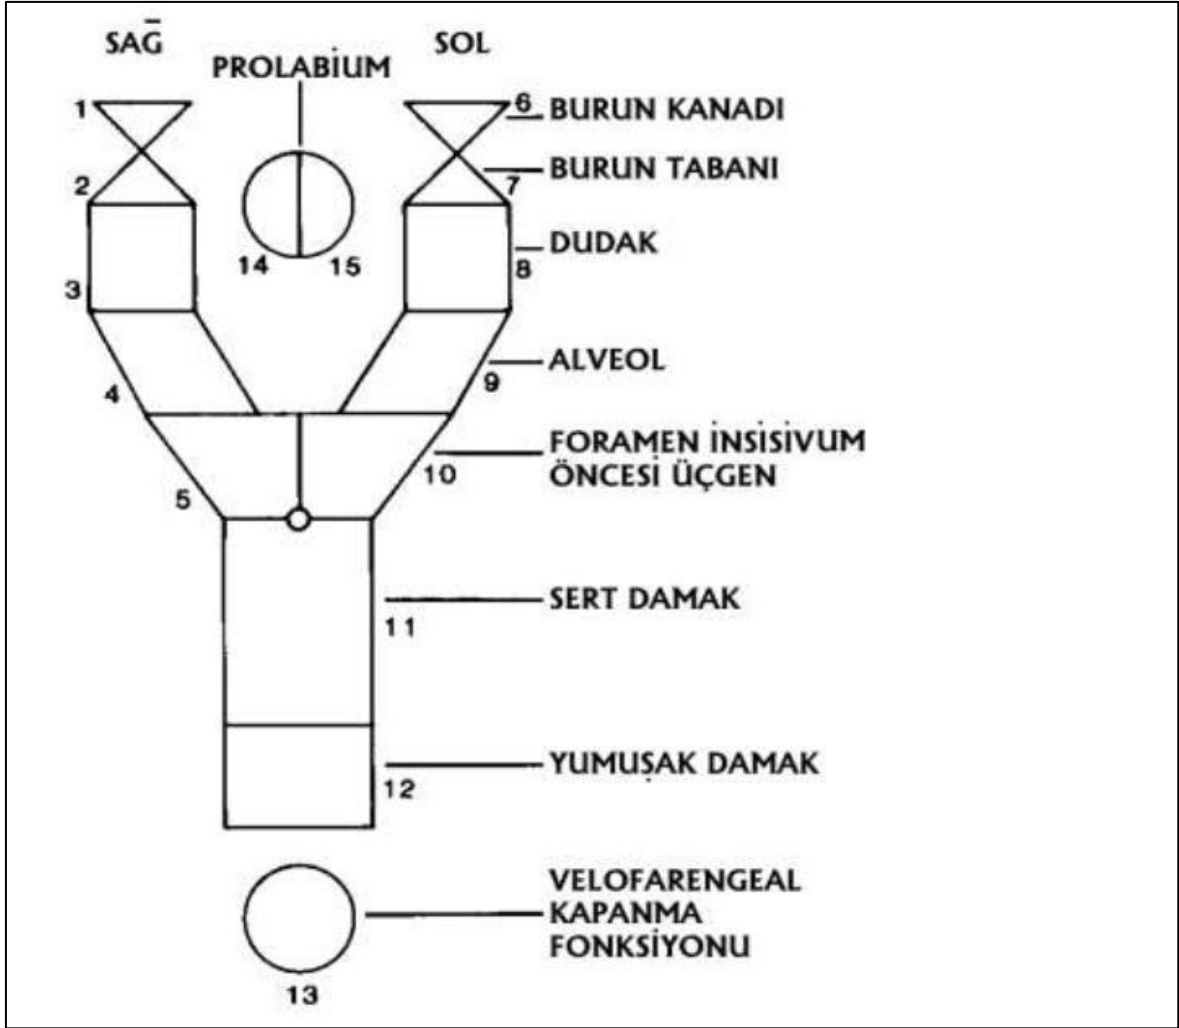 SAĞ
SOL
PROLABİUM
1
6
BURUN KANADI
2
7
BURUN TABANI
14
15
8
DUDAK
3
4
9
ALVEOL
5
10
FORAMEN İNSİSİVUM
ÖNCESİ ÜÇGEN
11
SERT DAMAK
12
YUMUŞAK DAMAK
13
VELOFARENGEAL
KAPANMA
FONKSİYONU